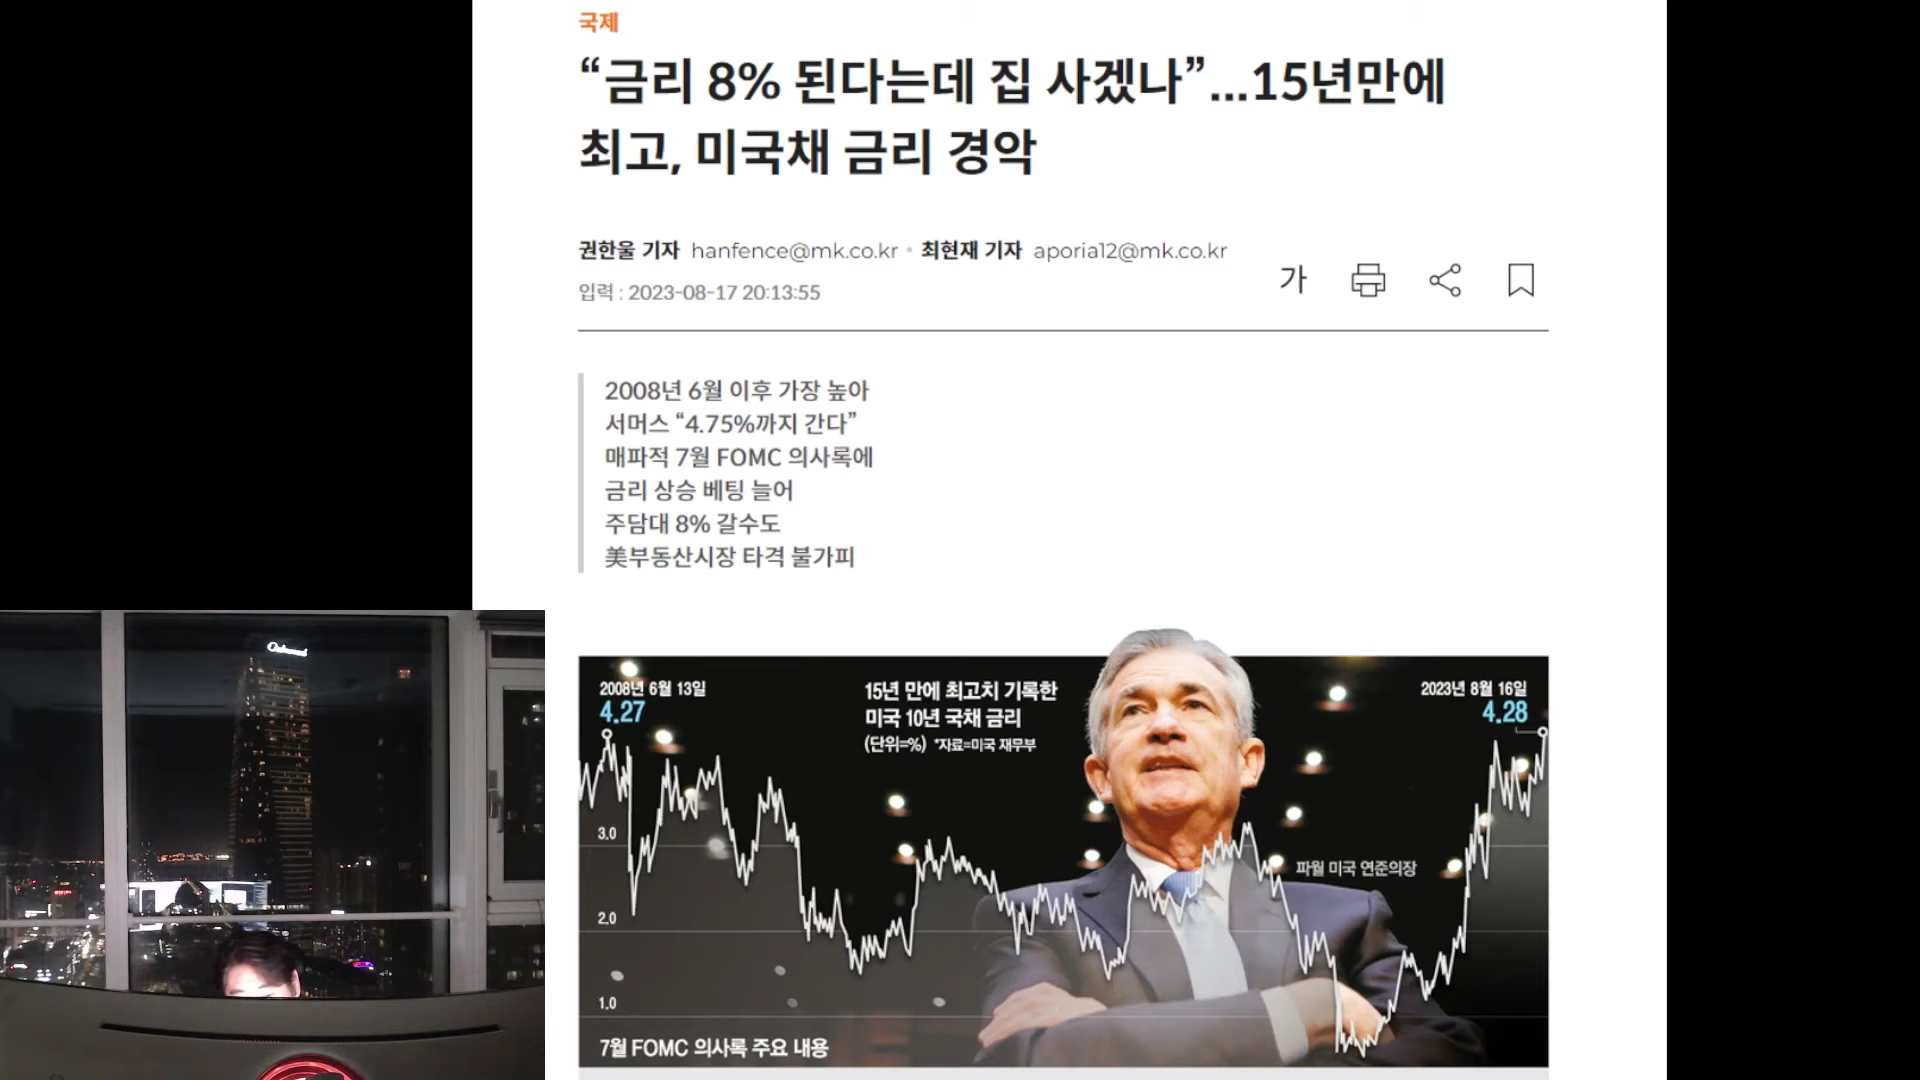 국제
“금리 8% 된다는데 집 사겠나”...15년만에
최고, 미국채 금리 경악
권한울 기자 hanfence@mk.co.kr • 최현재 기자 aporia12@mk.co.kr
입력 : 2023-08-17 20:13:55
가
2008년 6월 이후 가장 높아
서머스 “4.75%까지 간다”
매파적 7월 FOMC 의사록에
금리 상승 베팅 늘어
주담대 8% 갈수도
美부동산시장 타격 불가피
2008년 6월 13일
4.27
15년 만에 최고치 기록한
미국 10년 국채 금리
(단위=%) *자료=미국 재무부
2023년 8월 16일
4.28
3.0
파월 미국 연준의장
2.0
1.0
7월 FOMC 의사록 주요 내용
Oakwood